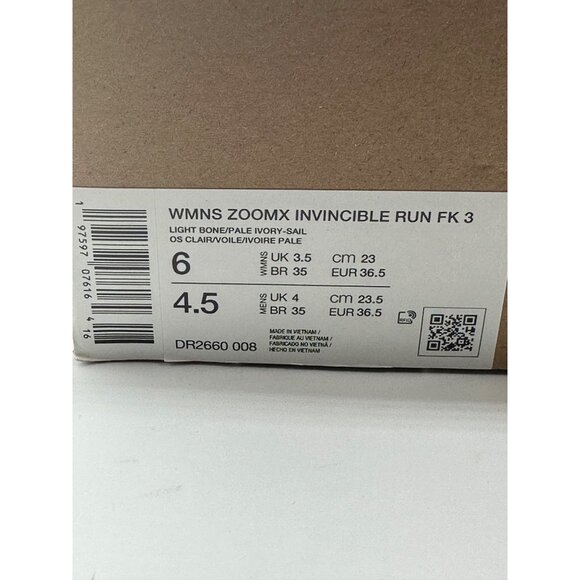 WMNS ZOOMX INVINCIBLE RUN FK 3
LIGHT BONE/PALE IVORY-SAIL
OS CLAIR/VOILE/IVOIRE PALE
6 WMNS UK 3.5 CM 23
BR 35 EUR 36.5
4.5 MENS UK 4 CM 23.5
BR 35 EUR 36.5
DR2660 008
MADE IN VIETNAM /
FABRIQUE AU VIETNAM /
FABRICADO NO VIETNÃ /
HECHO EN VIETNAM
RFID
1 97597 07616 4 16